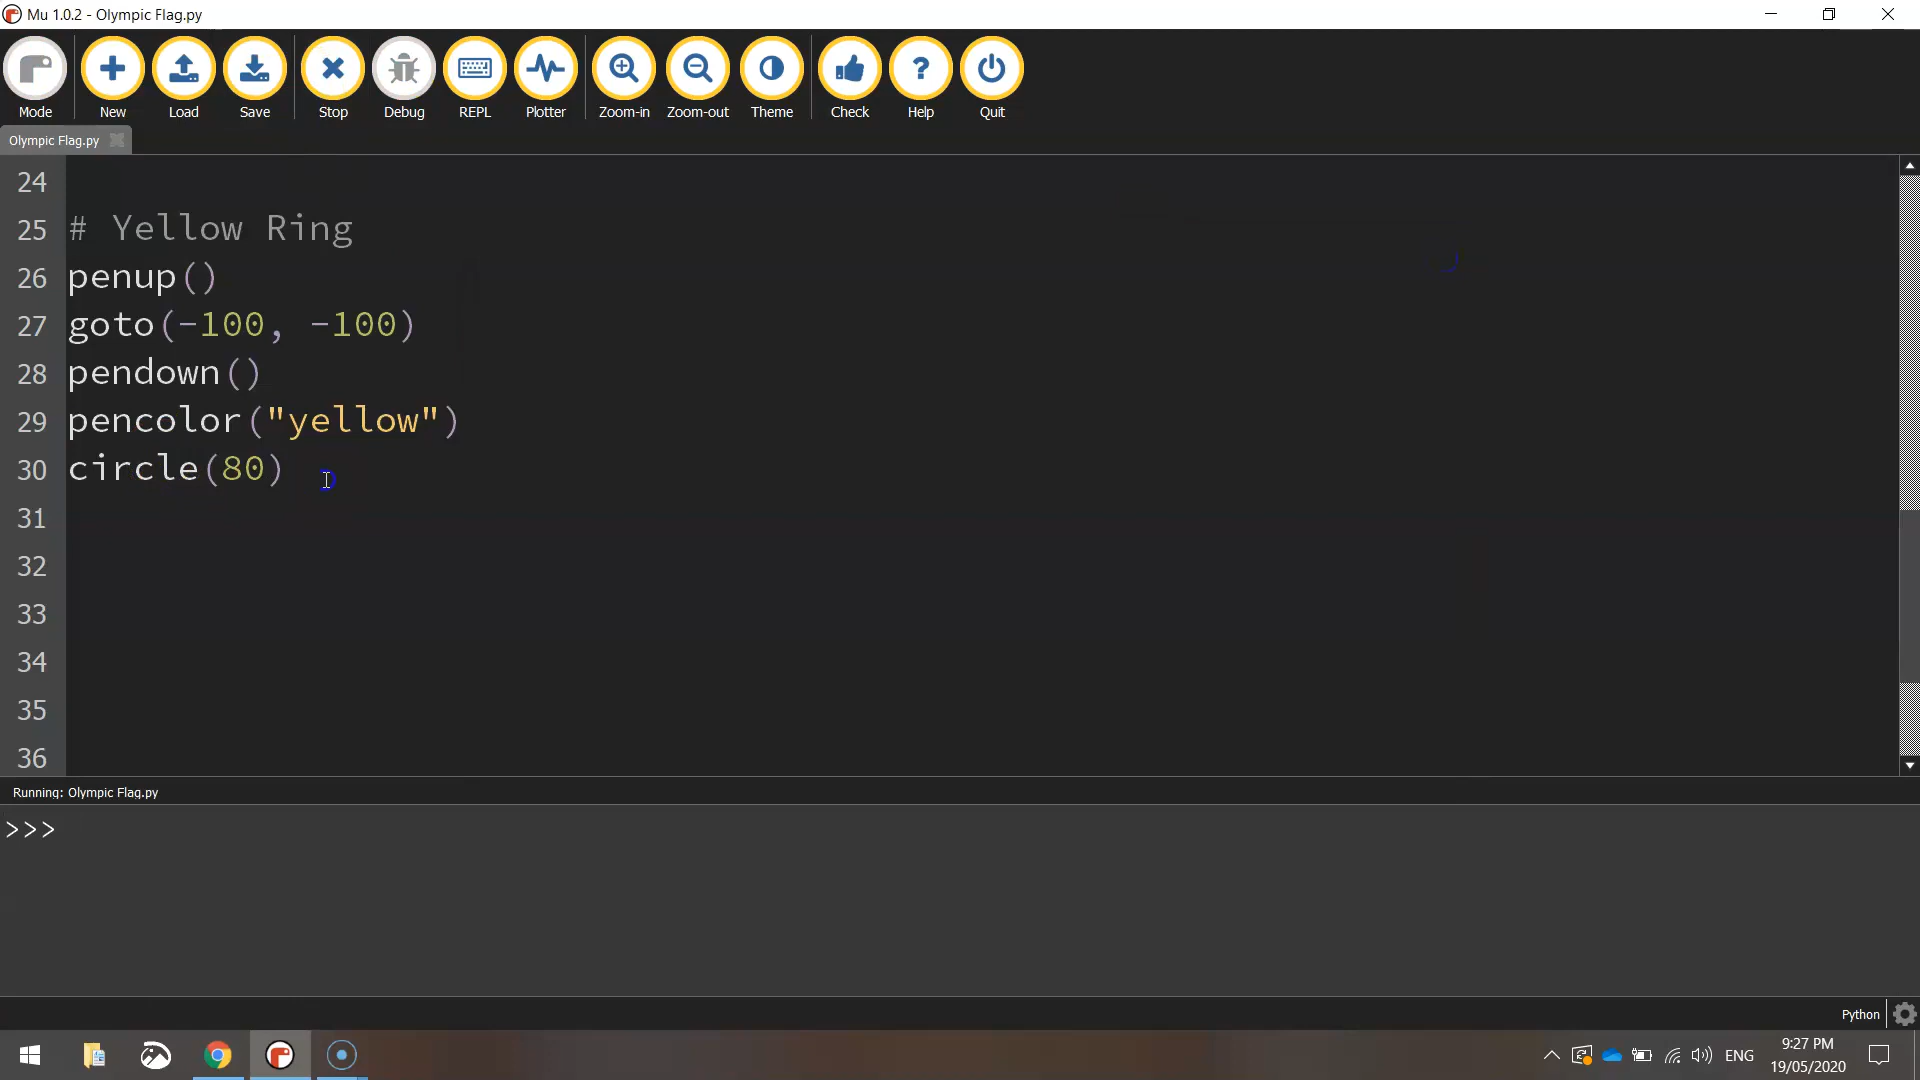 Mu 1.0.2 - Olympic Flag.py
Mode New Load Save Stop Debug REPL Plotter Zoom-in Zoom-out Theme Check Help Quit
Olympic Flag.py
24
25 # Yellow Ring
26 penup()
27 goto(-100, -100)
28 pendown()
29 pencolor("yellow")
30 circle(80)
31
32
33
34
35
36
Running: Olympic Flag.py
>>>
Python
ENG
9:27 PM
19/05/2020